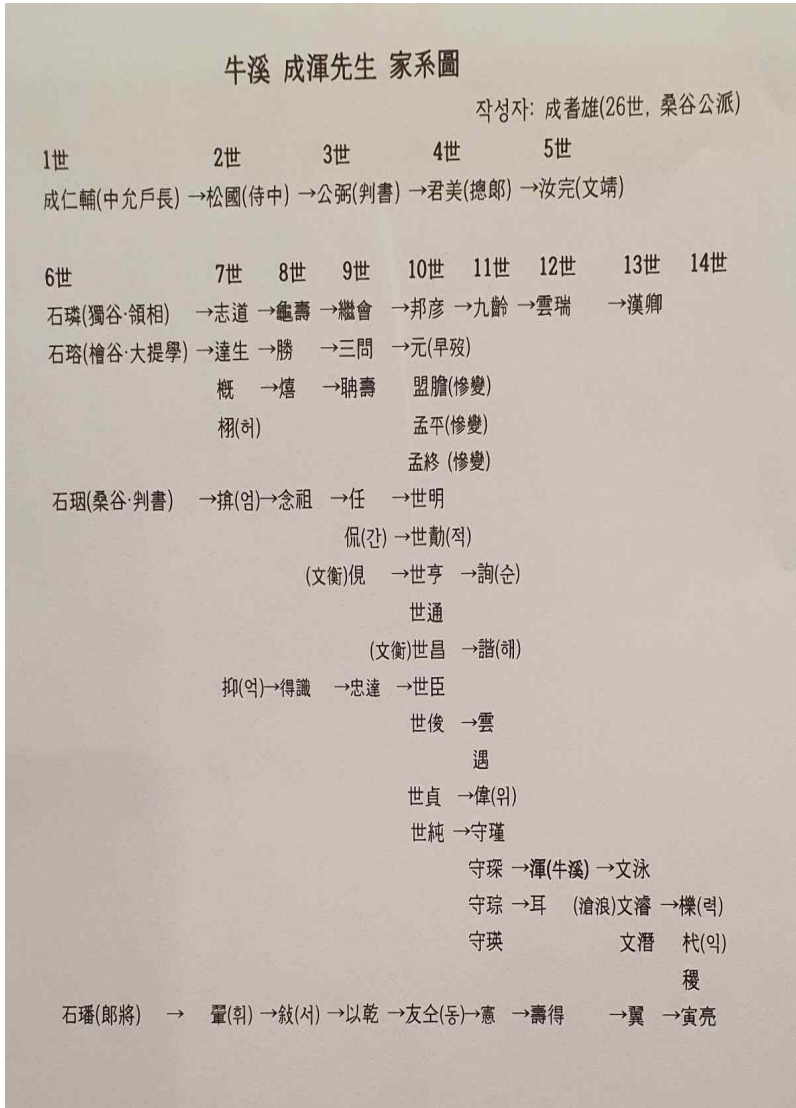 牛溪 成渾先生 家系圖
작성자: 成耆雄(26世, 桑谷公派)
1世 2世 3世 4世 5世
成仁輔(中允戶長) →松國(侍中) →公弼(判書) →君美(摠郞) →汝完(文靖)
6世 7世 8世 9世 10世 11世 12世 13世 14世
石璘(獨谷·領相) →志道 →龜壽 →繼會 →邦彦 →九齡 →雲瑞 →漢卿
石瑢(檜谷·大提學) →達生 →勝 →三問 →元(早歿)
槪 →熺 →聃壽 盟膽(慘變)
栩(허) 孟平(慘變)
孟終 (慘變)
石珚(桑谷·判書) →揜(엄)→念祖 →任 →世明
侃(간) →世勣(적)
(文衡)俔 →世亨 →詢(순)
世通
(文衡)世昌 →諧(해)
抑(억)→得識 →忠達 →世臣
世俊 →雲
遇
世貞 →偉(위)
世純 →守瑾
守琛 →渾(牛溪) →文泳
守琮 →耳 (滄浪)文濬 →櫟(력)
守瑛 文潛 杙(익)
稷
石璠(郞將) → 翬(휘) →敍(서) →以乾 →友仝(동)→憲 →壽得 →翼 →寅亮